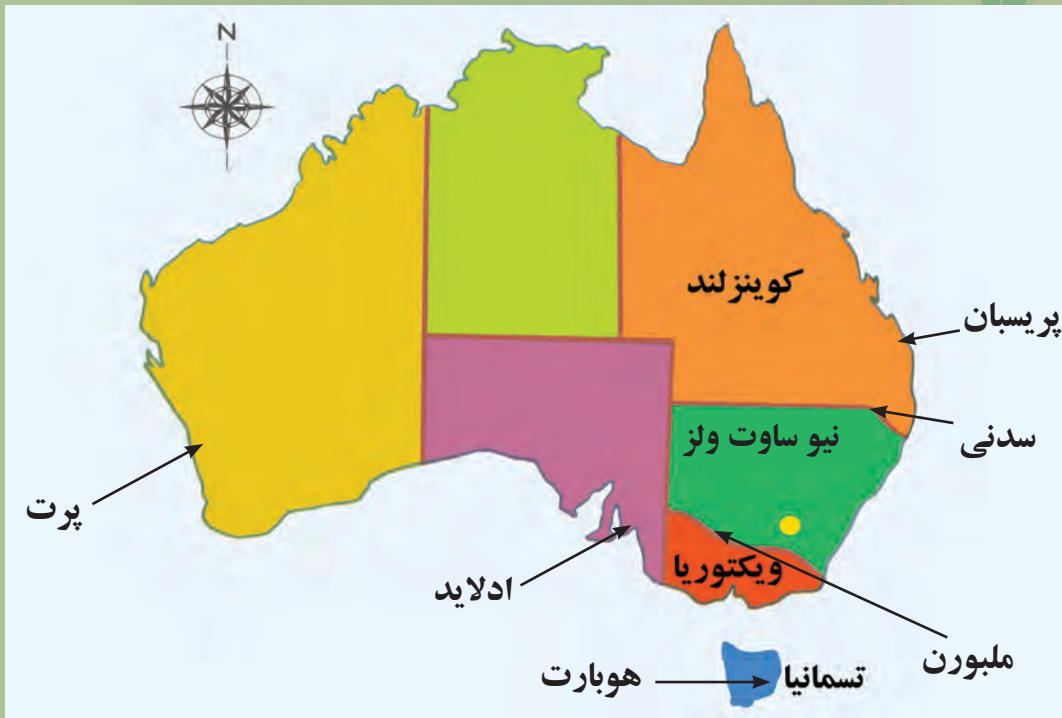 N
کوینزلند
پریسبان
نیو ساوت ولز
سدنی
پرت
ویکتوریا
ادلاید
ملبورن
تسمانیا
هوبارت